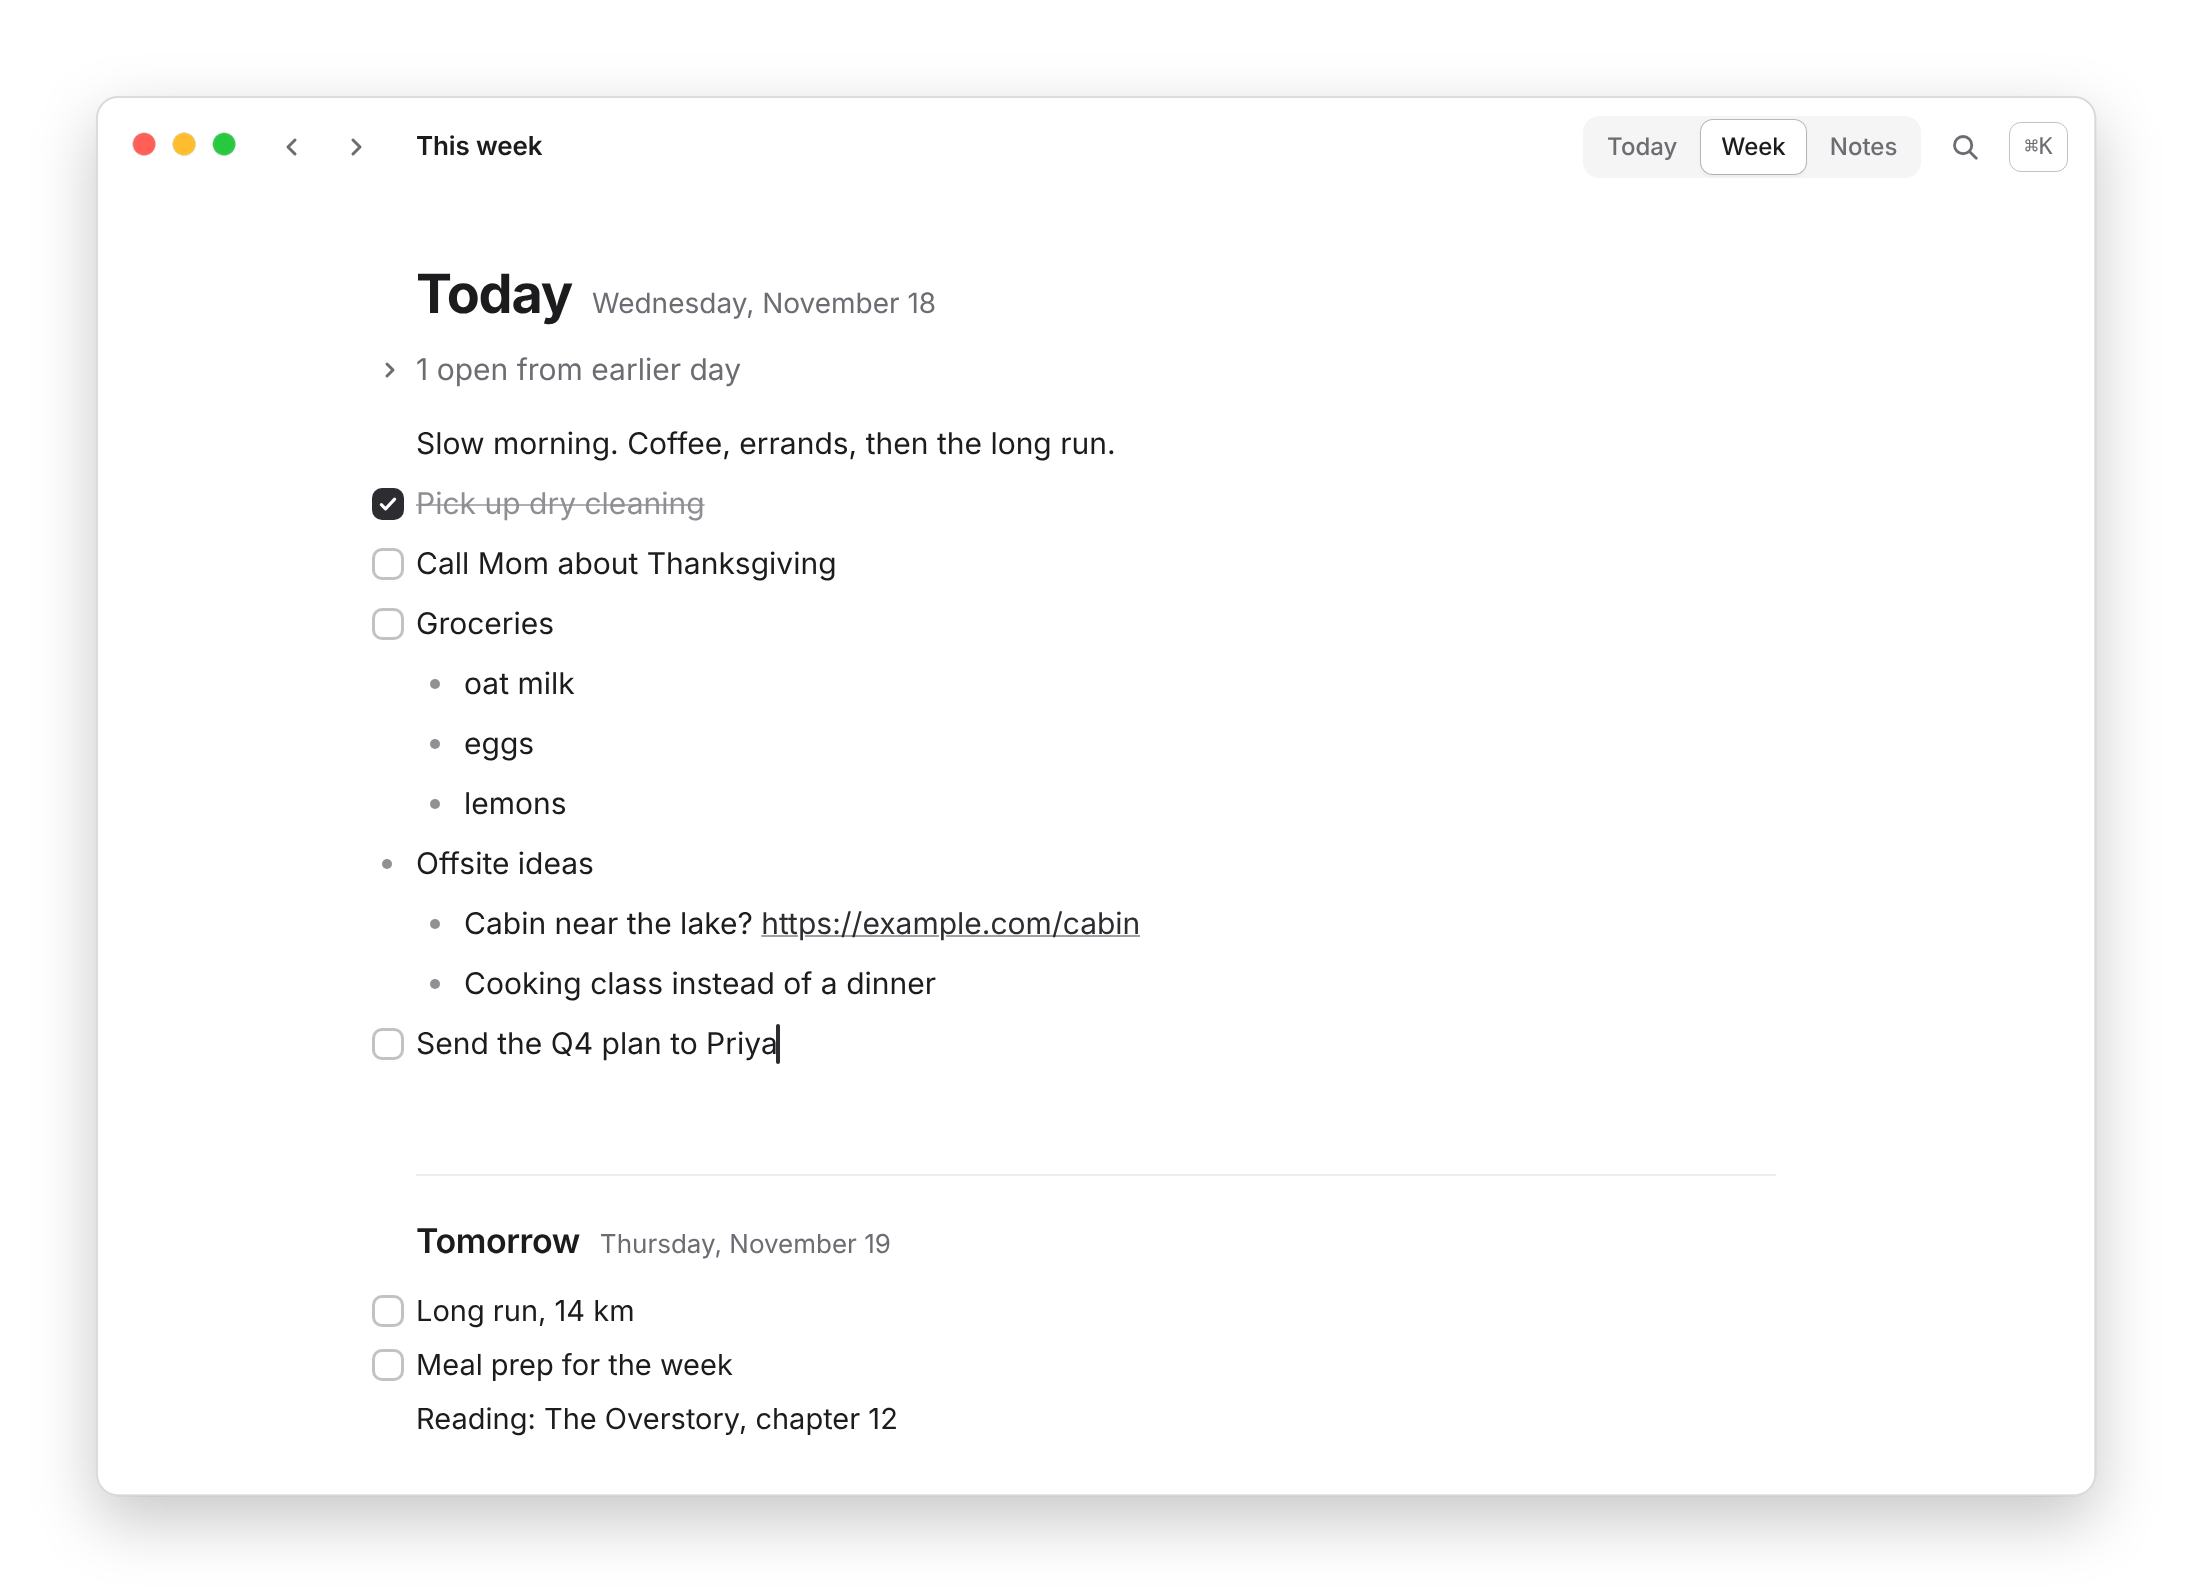 This week
Today Week Notes ⌘K
Today Wednesday, November 18
1 open from earlier day
Slow morning. Coffee, errands, then the long run.
Pick up dry cleaning
Call Mom about Thanksgiving
Groceries
oat milk
eggs
lemons
Offsite ideas
Cabin near the lake? https://example.com/cabin
Cooking class instead of a dinner
Send the Q4 plan to Priya
Tomorrow Thursday, November 19
Long run, 14 km
Meal prep for the week
Reading: The Overstory, chapter 12